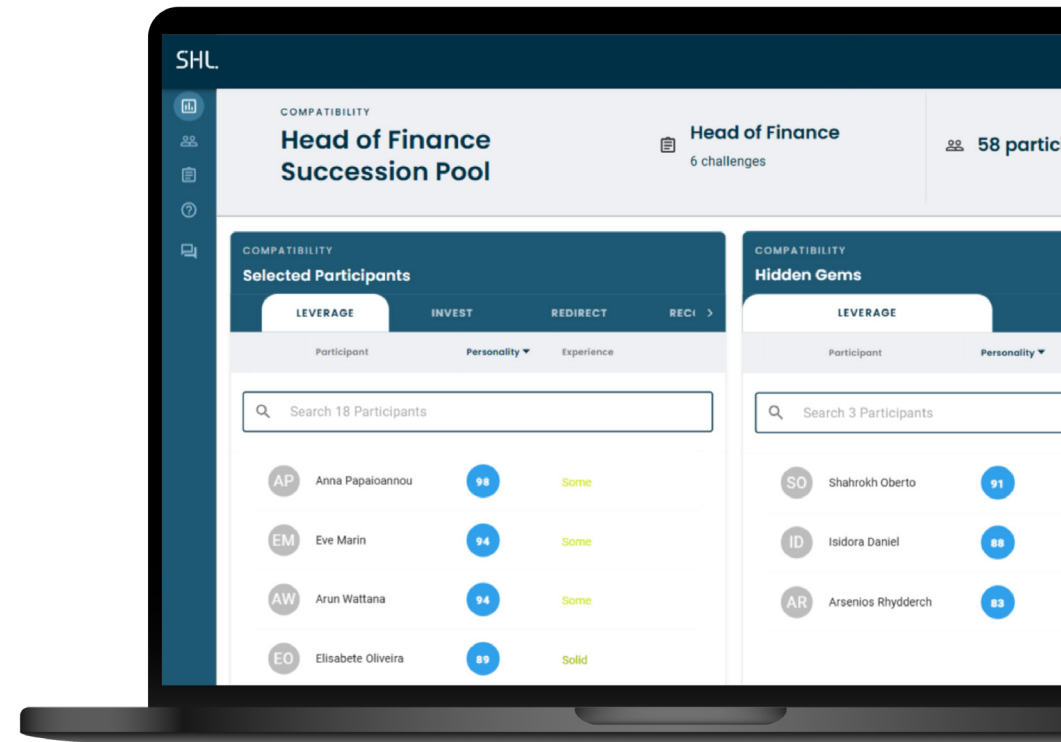 SHL.
COMPATIBILITY
Head of Finance
Succession Pool
Head of Finance
6 challenges
58
COMPATIBILITY
Selected Participants
LEVERAGE INVEST REDIRECT
Participant Personality Experience
Search 18 Participants
AP Anna Papaioannou 98 Some
EM Eve Marin 94 Some
AW Arun Wattana 94 Some
EO Elisabete Oliveira 89 Solid
COMPATIBILITY
Hidden Gems
LEVERAGE
Participant Personality
Search 3 Participants
SO Shahrokh Oberto 91
ID Isidora Daniel 88
AR Arsenios Rhydderch 83